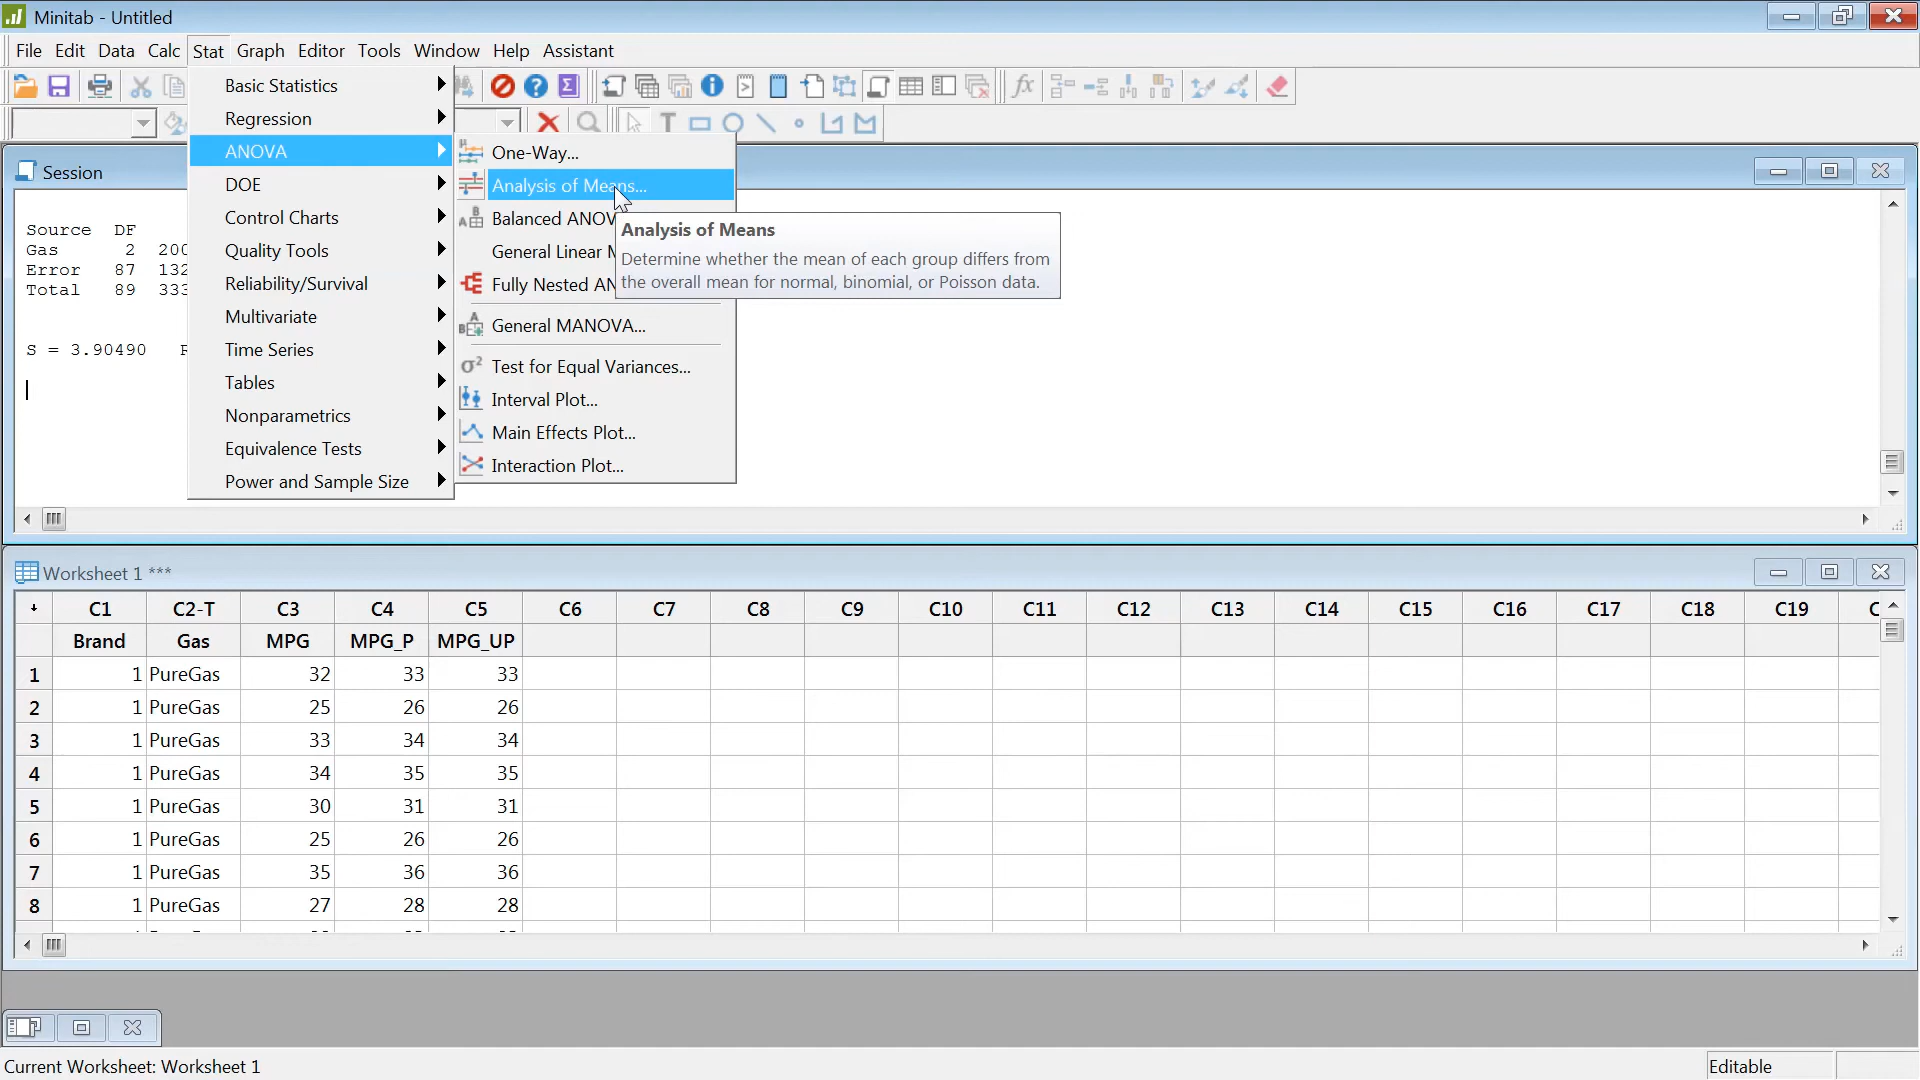 Minitab - Untitled
File Edit Data Calc Stat Graph Editor Tools Window Help Assistant
Basic Statistics
Regression
ANOVA
DOE
Control Charts
Quality Tools
Reliability/Survival
Multivariate
Time Series
Tables
Nonparametrics
Equivalence Tests
Power and Sample Size
One-Way...
Analysis of Means...
Balanced ANOV
General Linear M
Fully Nested AN
General MANOVA...
Test for Equal Variances...
Interval Plot...
Main Effects Plot...
Interaction Plot...
Analysis of Means
Determine whether the mean of each group differs from
the overall mean for normal, binomial, or Poisson data.
Session
Source DF
Gas 2 200
Error 87 132
Total 89 333
S = 3.90490 R
Worksheet 1 ***
C1 C2-T C3 C4 C5 C6 C7 C8 C9 C10 C11 C12 C13 C14 C15 C16 C17 C18 C19 C
Brand Gas MPG MPG_P MPG_UP
1 1 PureGas 32 33 33
2 1 PureGas 25 26 26
3 1 PureGas 33 34 34
4 1 PureGas 34 35 35
5 1 PureGas 30 31 31
6 1 PureGas 25 26 26
7 1 PureGas 35 36 36
8 1 PureGas 27 28 28
Current Worksheet: Worksheet 1
Editable